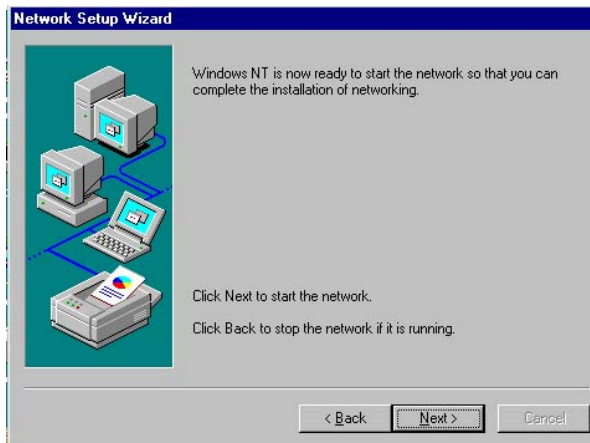 Network Setup Wizard
Windows NT is now ready to start the network so that you can
complete the installation of networking.
Click Next to start the network.
Click Back to stop the network if it is running.
< Back
Next >
Cancel